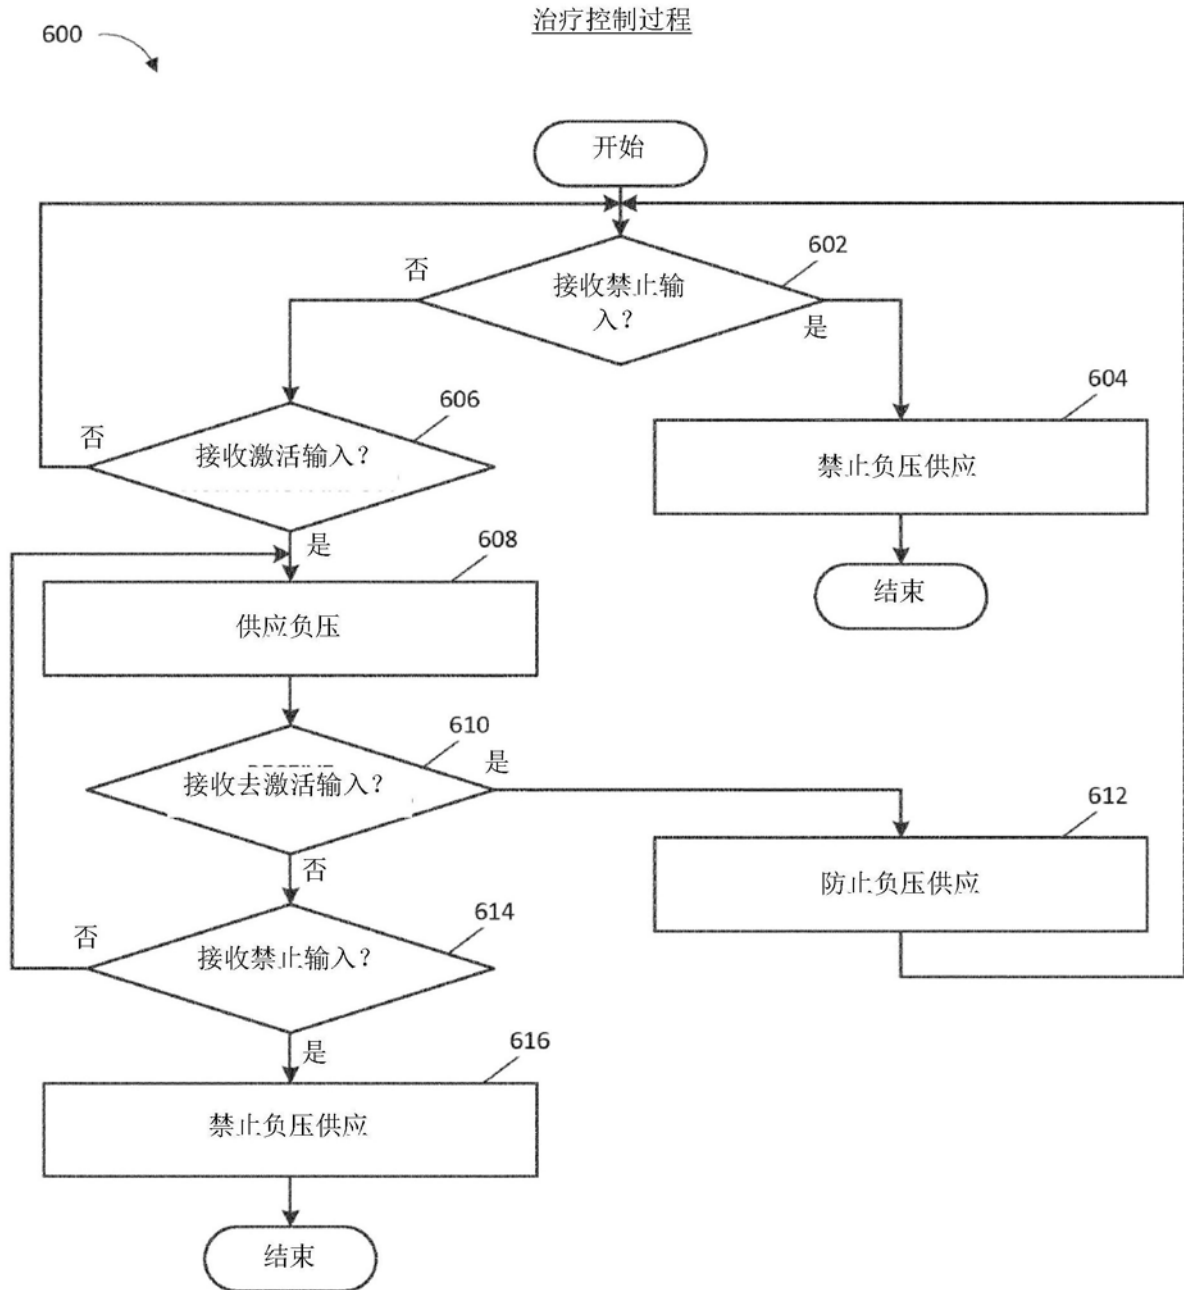 治疗控制过程
600
开始
602
否
接收禁止输
入？
是
604
606
否
接收激活输入？
禁止负压供应
是
608
结束
供应负压
610
是
接收去激活输入？
612
否
防止负压供应
614
否
接收禁止输入？
是
616
禁止负压供应
结束